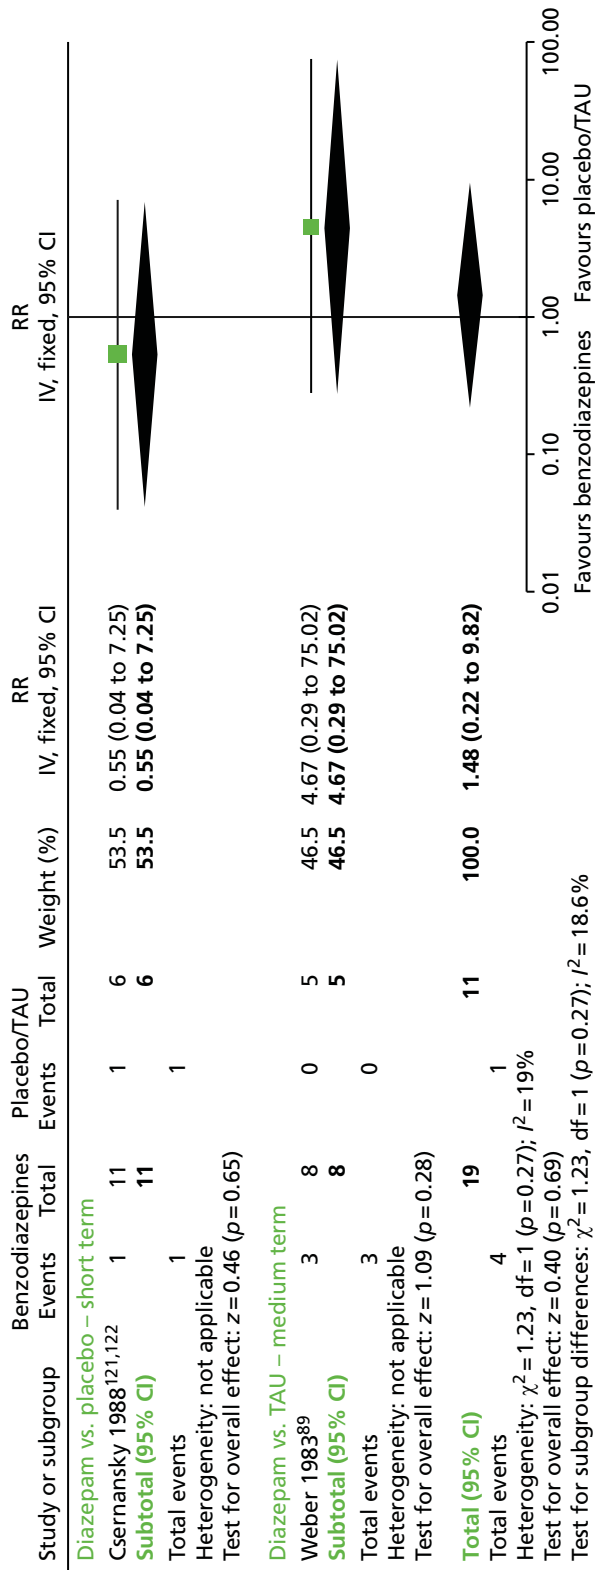 Study or subgroup Benzodiazepines Events Total Placebo/TAU Events Total Weight (%) RR IV, fixed, 95% CI RR IV, fixed, 95% CI
Diazepam vs. placebo – short term
Csernansky 1988121,122 1 11 1 6 53.5 0.55 (0.04 to 7.25)
Subtotal (95% CI) 11 6 53.5 0.55 (0.04 to 7.25)
Total events 1 1
Heterogeneity: not applicable
Test for overall effect: z=0.46 (p=0.65)
Diazepam vs. TAU – medium term
Weber 198389 3 8 0 5 46.5 4.67 (0.29 to 75.02)
Subtotal (95% CI) 8 5 46.5 4.67 (0.29 to 75.02)
Total events 3 0
Heterogeneity: not applicable
Test for overall effect: z=1.09 (p=0.28)
Total (95% CI) 19 11 100.0 1.48 (0.22 to 9.82)
Total events 4 1
Heterogeneity: χ2=1.23, df=1 (p=0.27); I2=19%
Test for overall effect: z=0.40 (p=0.69)
Test for subgroup differences: χ2=1.23, df=1 (p=0.27); I2=18.6%
0.01 0.10 1.00 10.00 100.00
Favours benzodiazepines Favours placebo/TAU